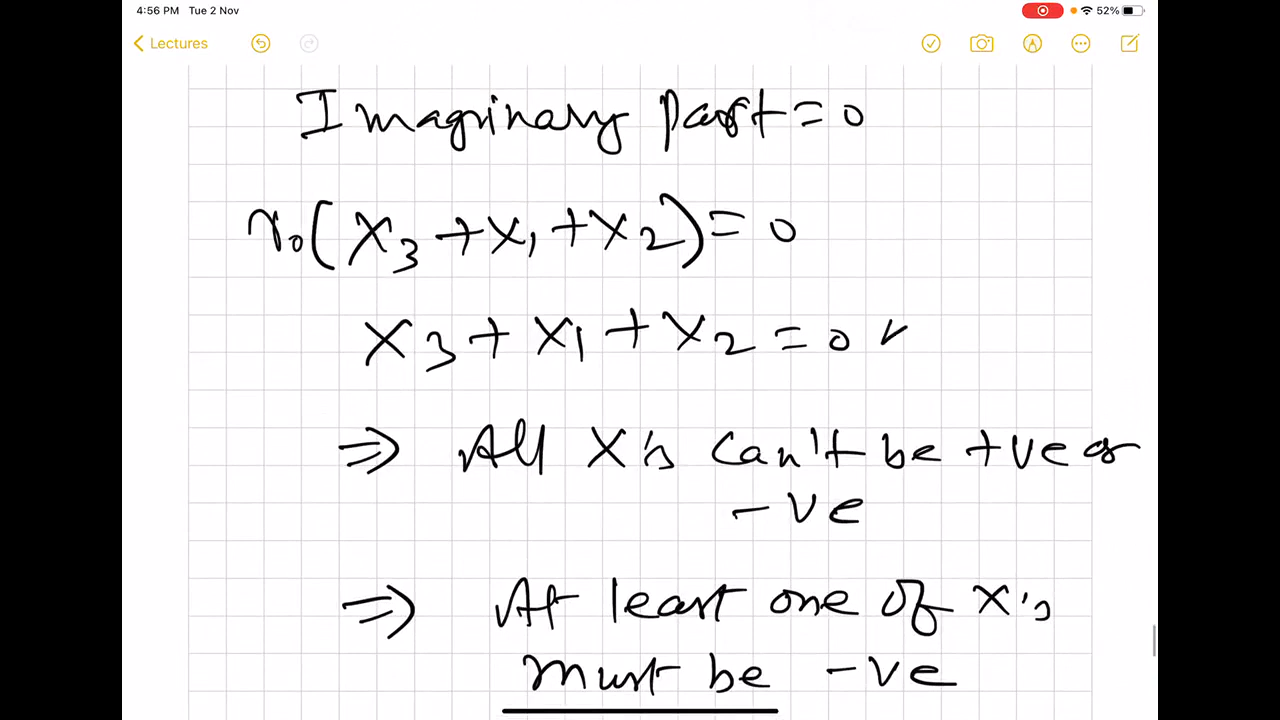 4:56 PM Tue 2 Nov 52%
Lectures
Imaginary part = 0
r₀(X₃ + X₁ + X₂) = 0
X₃ + X₁ + X₂ = 0 ✓
⇒ All X's can't be +ve or
-ve
⇒ At least one of X's
must be -ve